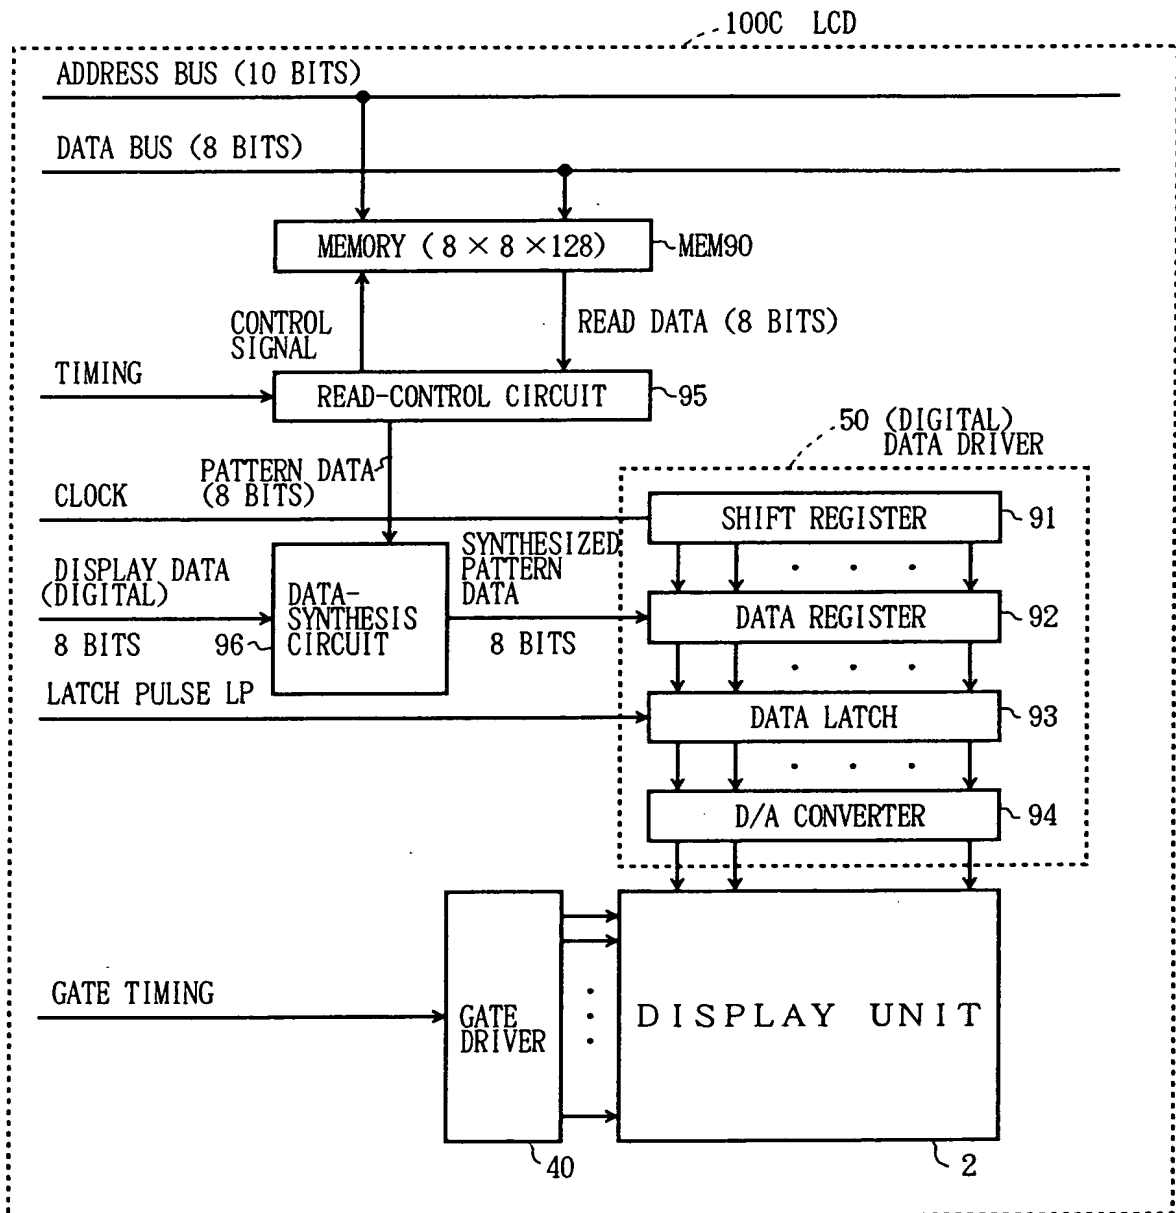 100C LCD
ADDRESS BUS (10 BITS)
DATA BUS (8 BITS)
MEMORY (8 × 8 ×128)
MEM90
CONTROL
SIGNAL
READ DATA (8 BITS)
TIMING
READ-CONTROL CIRCUIT
95
50 (DIGITAL)
DATA DRIVER
PATTERN DATA
(8 BITS)
CLOCK
SHIFT REGISTER
91
DISPLAY DATA
(DIGITAL)
8 BITS
96
DATA-
SYNTHESIS
CIRCUIT
SYNTHESIZED
PATTERN
DATA
8 BITS
DATA REGISTER
92
LATCH PULSE LP
DATA LATCH
93
D/A CONVERTER
94
GATE TIMING
GATE
DRIVER
DISPLAY UNIT
40
2